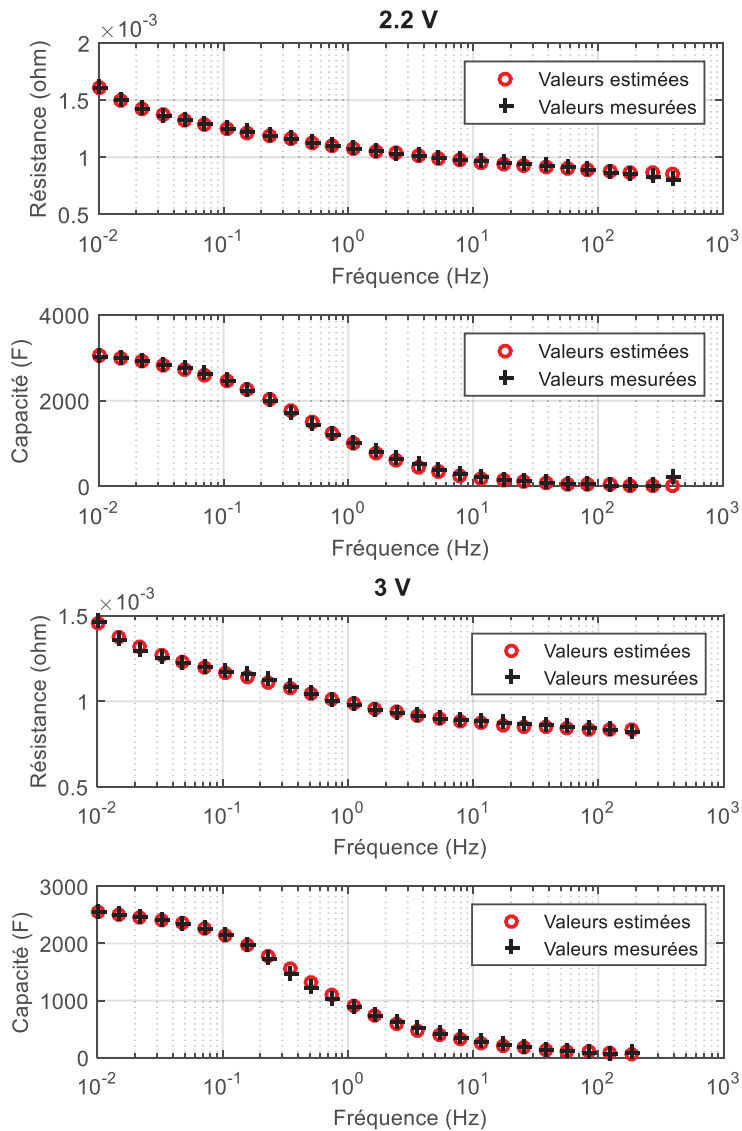 2.2 V
×10⁻³
2
1.5
1
0.5
Résistance (ohm)
Valeurs estimées
Valeurs mesurées
10⁻² 10⁻¹ 10⁰ 10¹ 10² 10³
Fréquence (Hz)
4000
2000
0
Capacité (F)
Valeurs estimées
Valeurs mesurées
10⁻² 10⁻¹ 10⁰ 10¹ 10² 10³
Fréquence (Hz)
3 V
×10⁻³
1.5
1
0.5
Résistance (ohm)
Valeurs estimées
Valeurs mesurées
10⁻² 10⁻¹ 10⁰ 10¹ 10² 10³
Fréquence (Hz)
3000
2000
1000
0
Capacité (F)
Valeurs estimées
Valeurs mesurées
10⁻² 10⁻¹ 10⁰ 10¹ 10² 10³
Fréquence (Hz)